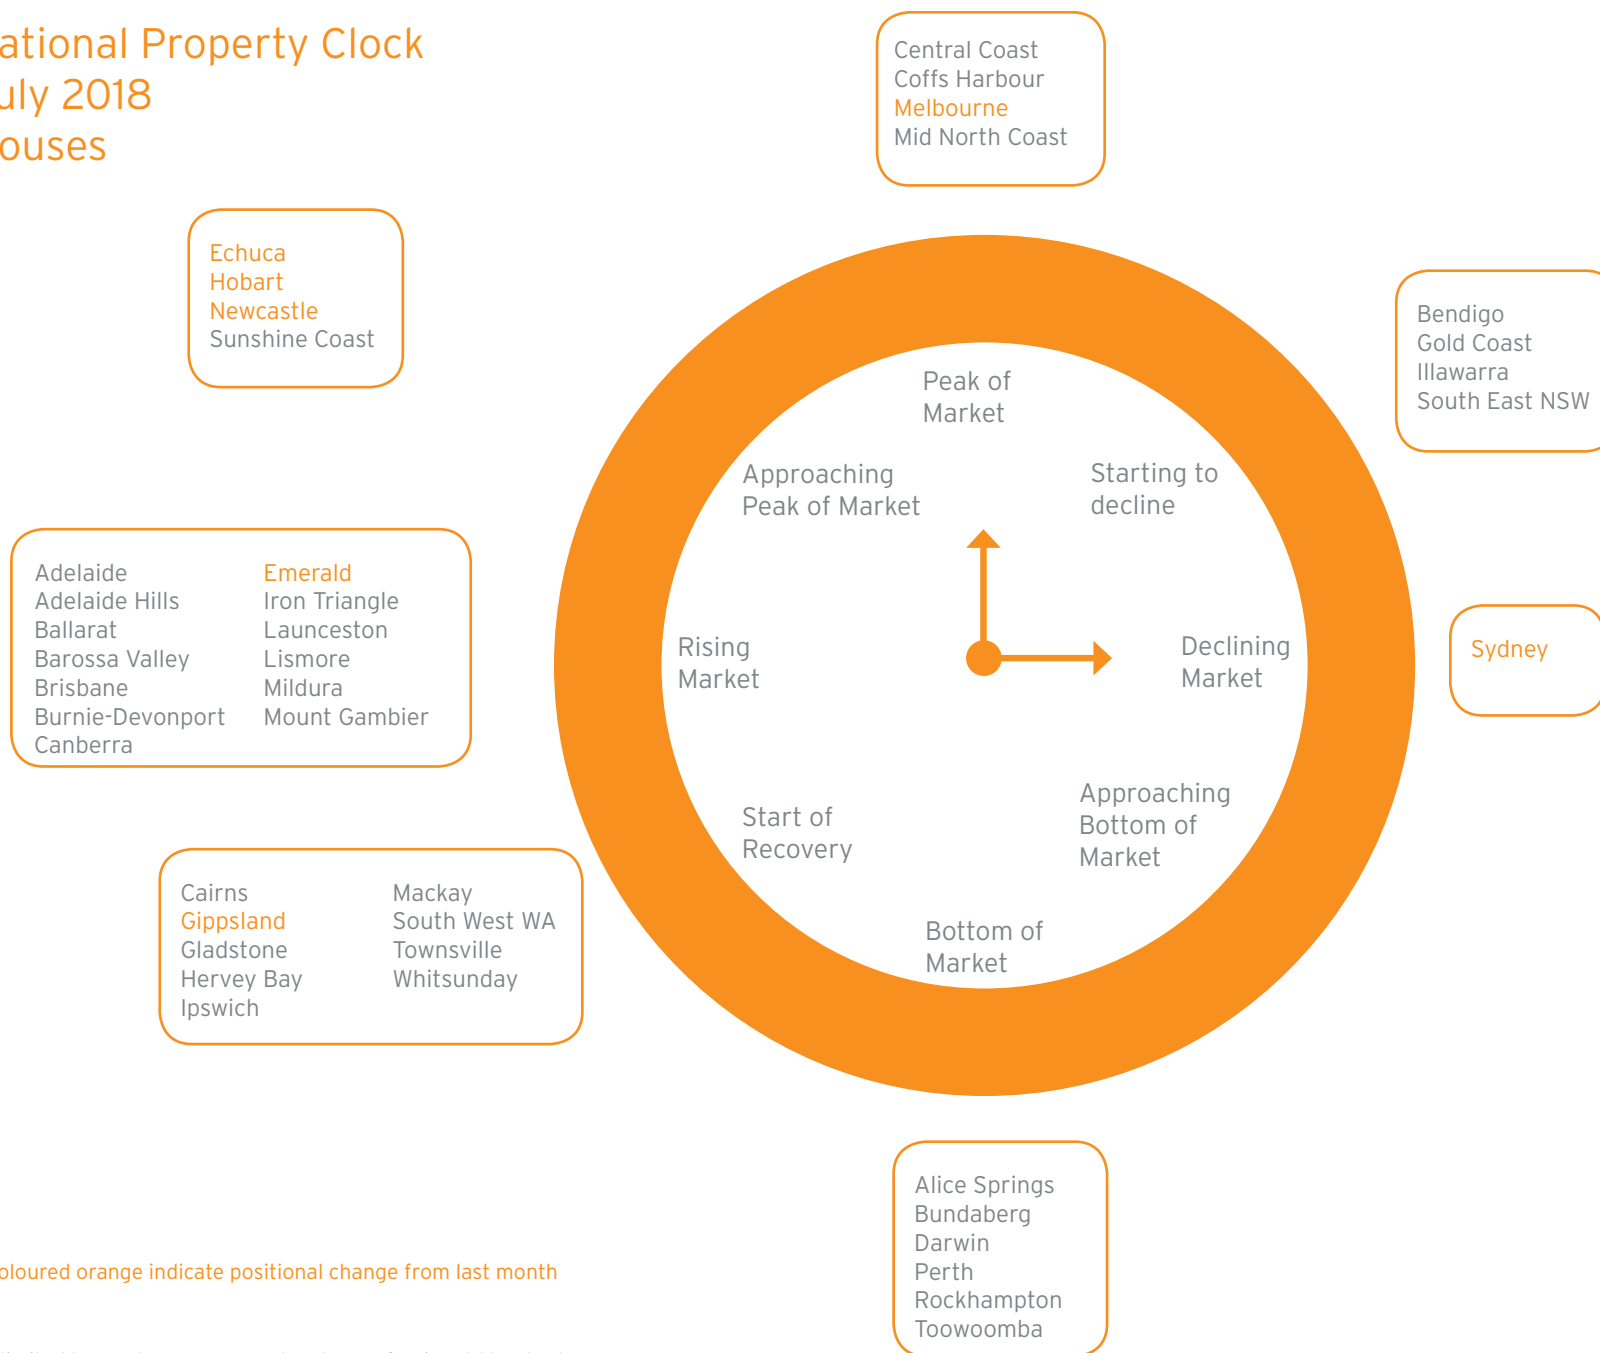 ational Property Clock
uly 2018
ouses
Central Coast
Coffs Harbour
Melbourne
Mid North Coast
Echuca
Hobart
Newcastle
Sunshine Coast
Bendigo
Gold Coast
Illawarra
South East NSW
Peak of
Market
Approaching
Peak of Market
Starting to
decline
Adelaide
Adelaide Hills
Ballarat
Barossa Valley
Brisbane
Burnie-Devonport
Canberra
Emerald
Iron Triangle
Launceston
Lismore
Mildura
Mount Gambier
Rising
Market
Declining
Market
Sydney
Start of
Recovery
Approaching
Bottom of
Market
Cairns
Gippsland
Gladstone
Hervey Bay
Ipswich
Mackay
South West WA
Townsville
Whitsunday
Bottom of
Market
Alice Springs
Bundaberg
Darwin
Perth
Rockhampton
Toowoomba
oloured orange indicate positional change from last month